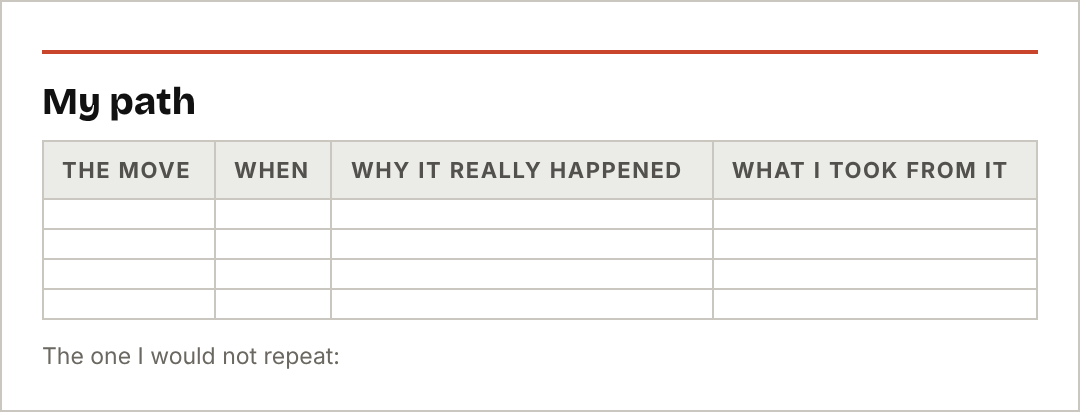 My path
THE MOVE WHEN WHY IT REALLY HAPPENED WHAT I TOOK FROM IT
The one I would not repeat: